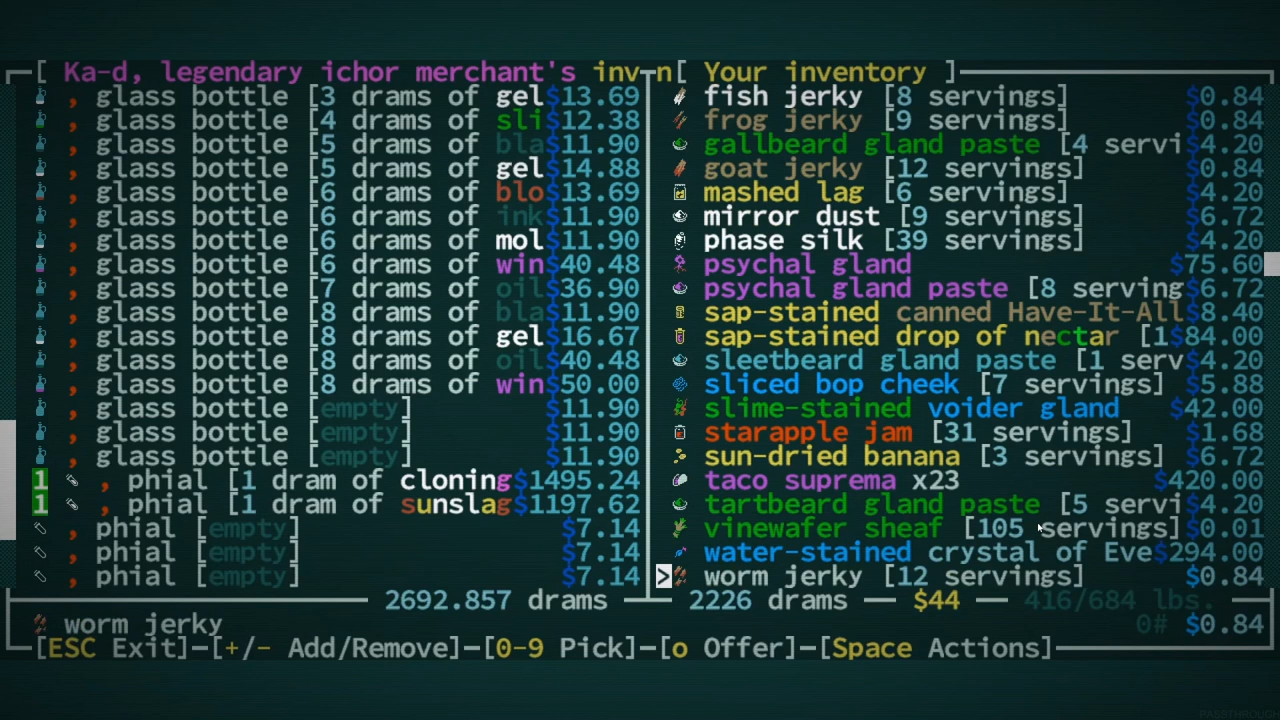 [ Ka-d, legendary ichor merchant's inv
, glass bottle [3 drams of gel $13.69
, glass bottle [4 drams of sli $12.38
, glass bottle [5 drams of bla $11.90
, glass bottle [5 drams of gel $14.88
, glass bottle [6 drams of blo $13.69
, glass bottle [6 drams of ink $11.90
, glass bottle [6 drams of mol $11.90
, glass bottle [6 drams of win $40.48
, glass bottle [7 drams of oil $36.90
, glass bottle [8 drams of bla $11.90
, glass bottle [8 drams of gel $16.67
, glass bottle [8 drams of oil $40.48
, glass bottle [8 drams of win $50.00
, glass bottle [empty] $11.90
, glass bottle [empty] $11.90
, glass bottle [empty] $11.90
1 , phial [1 dram of cloning $1495.24
1 , phial [1 dram of sunslag $1197.62
, phial [empty] $7.14
, phial [empty] $7.14
, phial [empty] $7.14
2692.857 drams
n[ Your inventory ]
fish jerky [8 servings] $0.84
frog jerky [9 servings] $0.84
gallbeard gland paste [4 servi $4.20
goat jerky [12 servings] $0.84
mashed lag [6 servings] $4.20
mirror dust [9 servings] $6.72
phase silk [39 servings] $4.20
psychal gland $75.60
psychal gland paste [8 serving $6.72
sap-stained canned Have-It-All $8.40
sap-stained drop of nectar [1 $84.00
sleetbeard gland paste [1 serv $4.20
sliced bop cheek [7 servings] $5.88
slime-stained voider gland $42.00
starapple jam [31 servings] $1.68
sun-dried banana [3 servings] $6.72
taco suprema x23 $420.00
tartbeard gland paste [5 servi $4.20
vinewafer sheaf [105 servings] $0.01
water-stained crystal of Eve $294.00
> worm jerky [12 servings] $0.84
2226 drams — $44 — 416/684 lbs.
worm jerky 0# $0.84
[ESC Exit]—[+/- Add/Remove]—[0-9 Pick]—[o Offer]—[Space Actions]